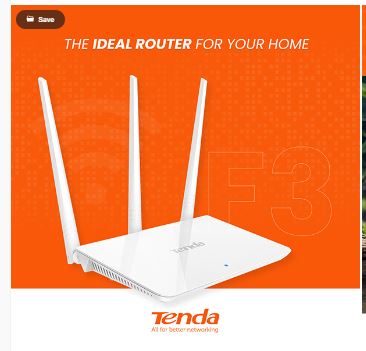 Save
THE IDEAL ROUTER FOR YOUR HOME
F3
Tenda
Tenda
All for better networking